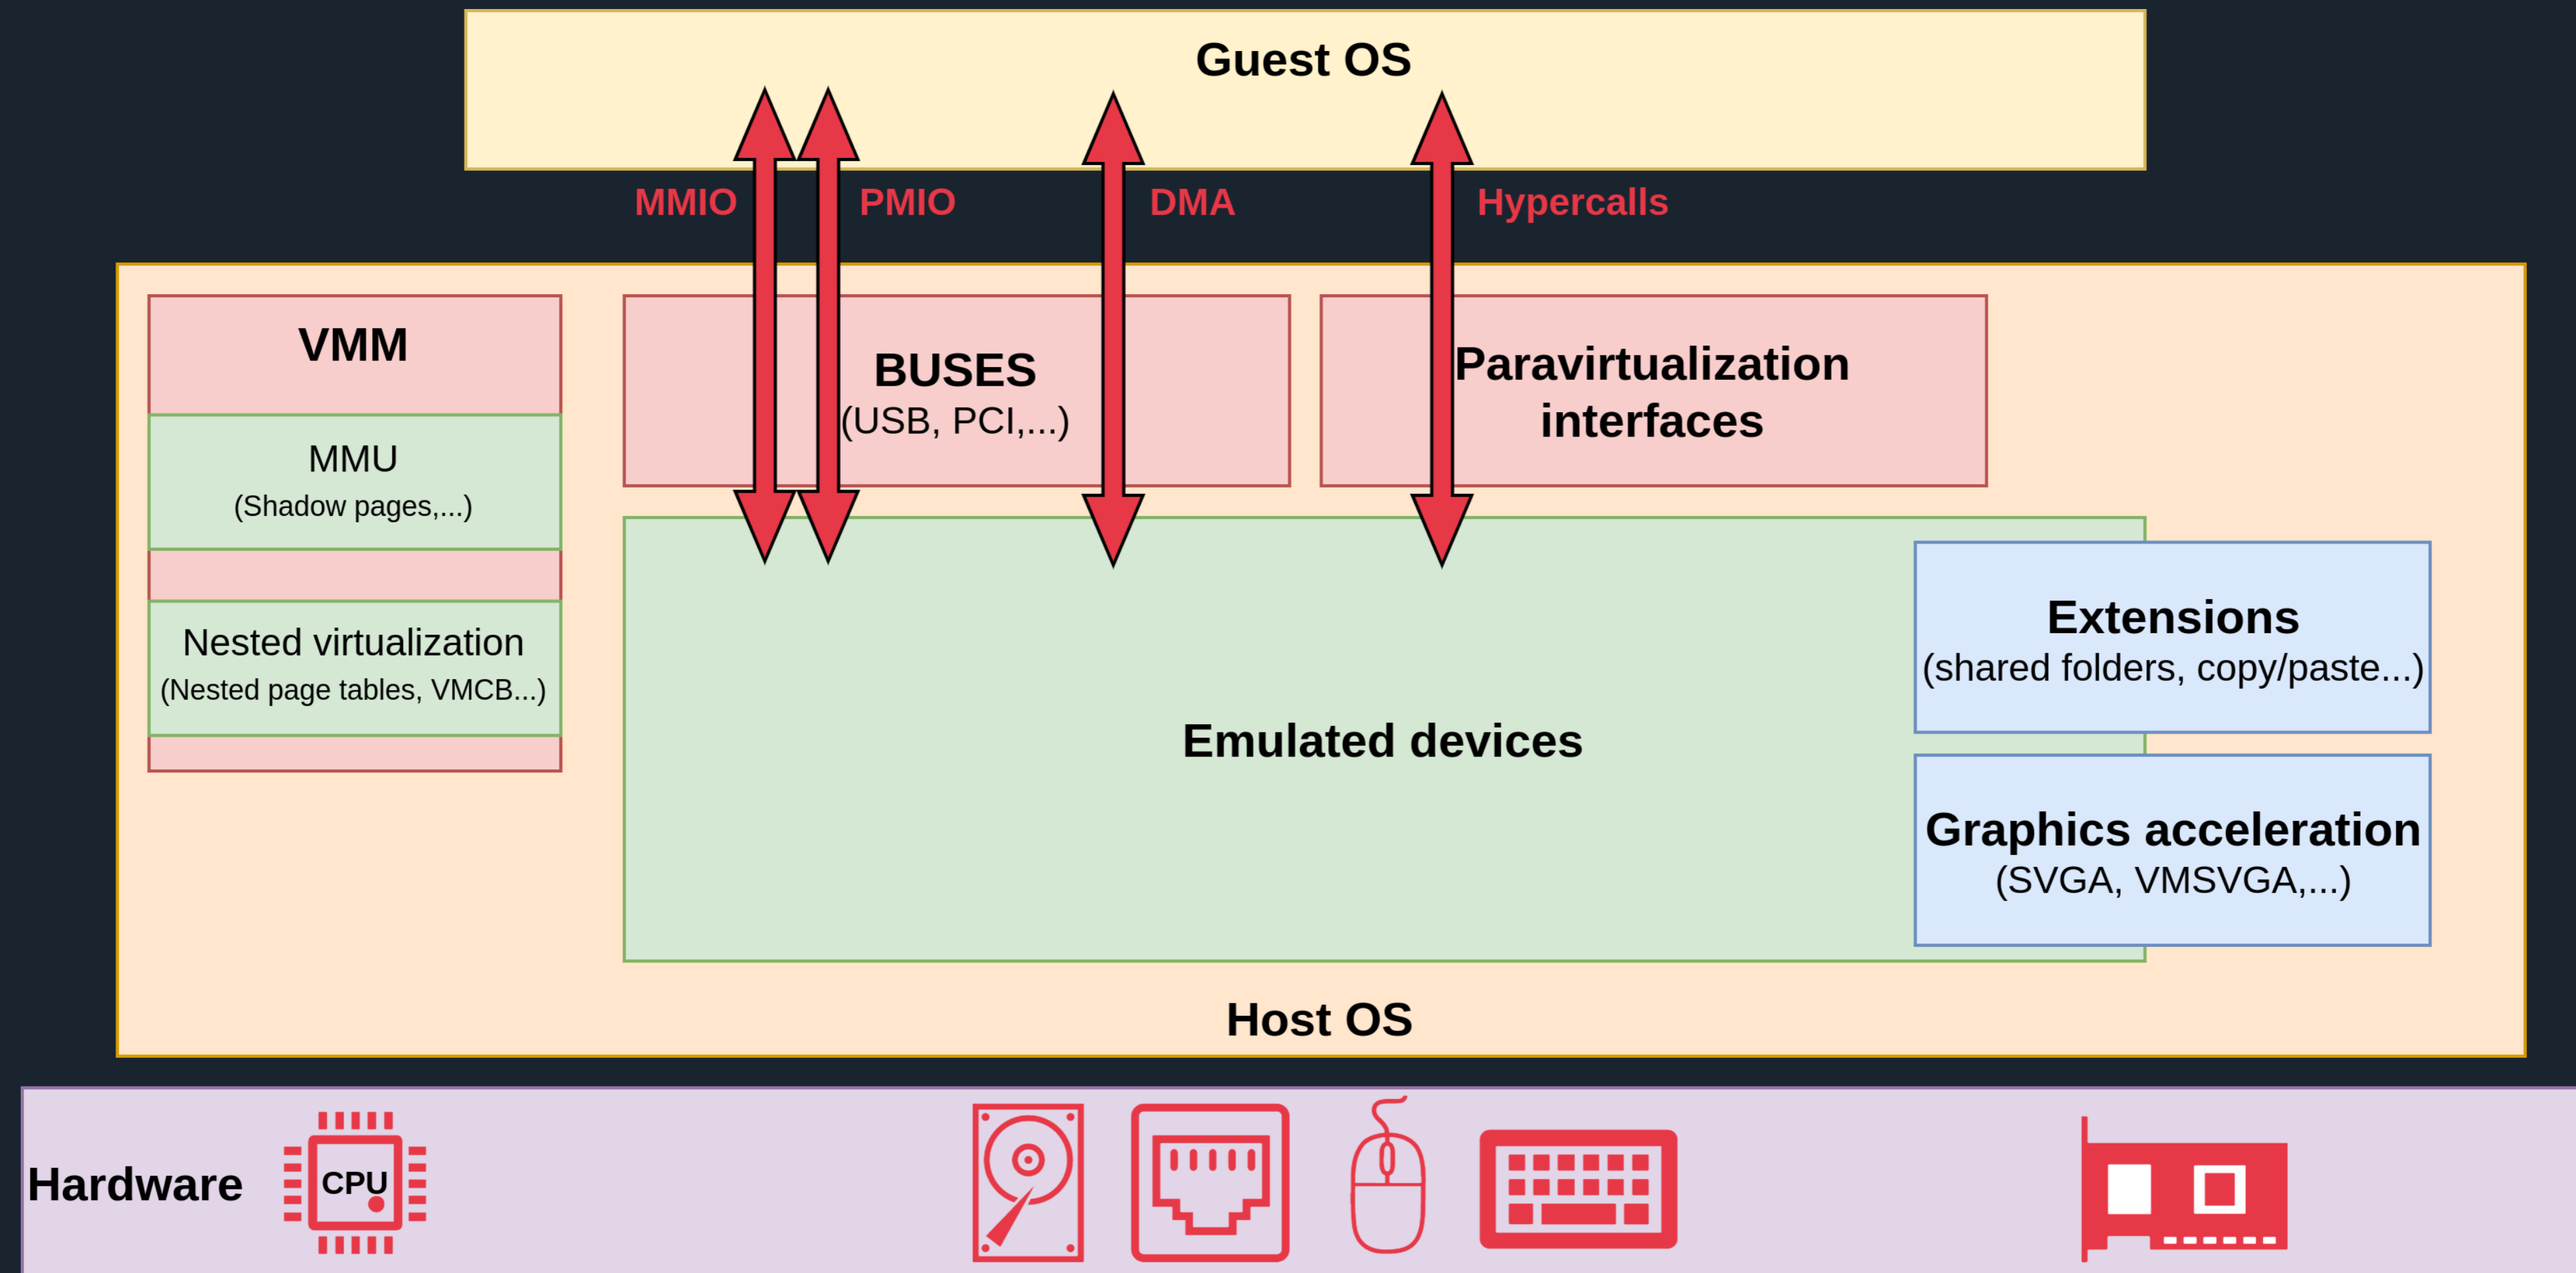 Guest OS
MMIO
PMIO
DMA
Hypercalls
VMM
MMU
(Shadow pages,...)
Nested virtualization
(Nested page tables, VMCB...)
BUSES
(USB, PCI,...)
Paravirtualization
interfaces
Emulated devices
Extensions
(shared folders, copy/paste...)
Graphics acceleration
(SVGA, VMSVGA,...)
Host OS
Hardware
CPU